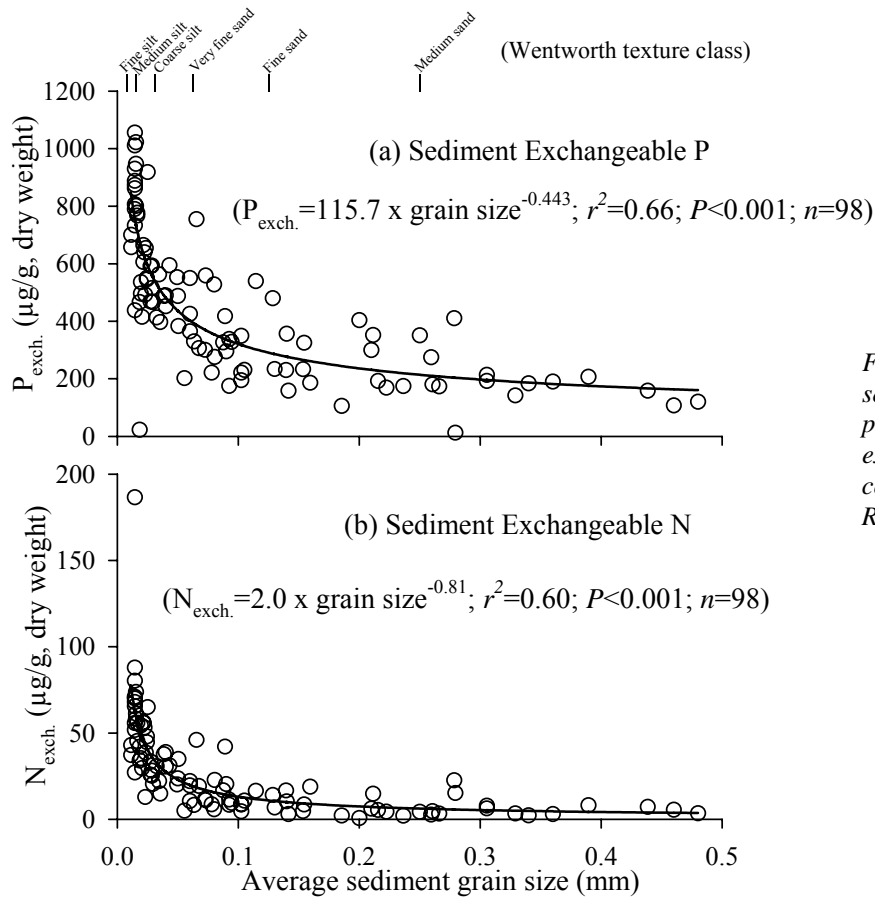 Fine silt
Medium silt
Coarse silt
Very fine sand
Fine sand
Medium sand
(Wentworth texture class)
P_exch. (µg/g, dry weight)
1200
1000
800
600
400
200
0
(a) Sediment Exchangeable P
(P_exch.=115.7 x grain size^-0.443; r²=0.66; P<0.001; n=98)
N_exch. (µg/g, dry weight)
200
150
100
50
0
(b) Sediment Exchangeable N
(N_exch.=2.0 x grain size^-0.81; r²=0.60; P<0.001; n=98)
0.0 0.1 0.2 0.3 0.4 0.5
Average sediment grain size (mm)